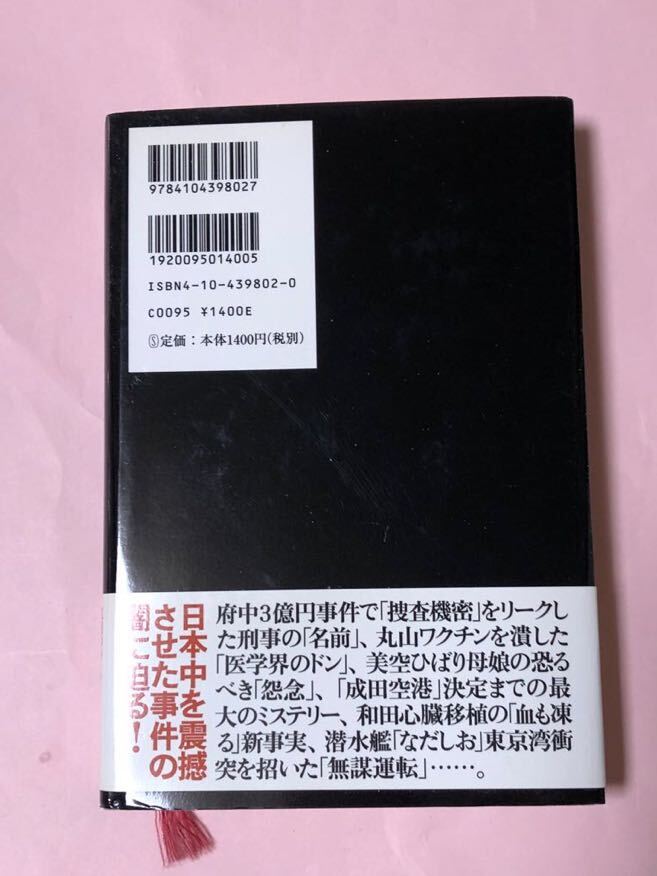 9784104398027
1920095014005
ISBN4-10-439802-0
C0095 ¥1400E
Ⓢ定価：本体1400円（税別）
日本中を震撼
させた事件の
闇に迫る！
府中３億円事件で「捜査機密」をリークし
た刑事の「名前」、丸山ワクチンを潰した
「医学界のドン」、美空ひばり母娘の恐る
べき「怨念」、「成田空港」決定までの最
大のミステリー、和田心臓移植の「血も凍
る」新事実、潜水艦「なだしお」東京湾衝
突を招いた「無謀運転」……。